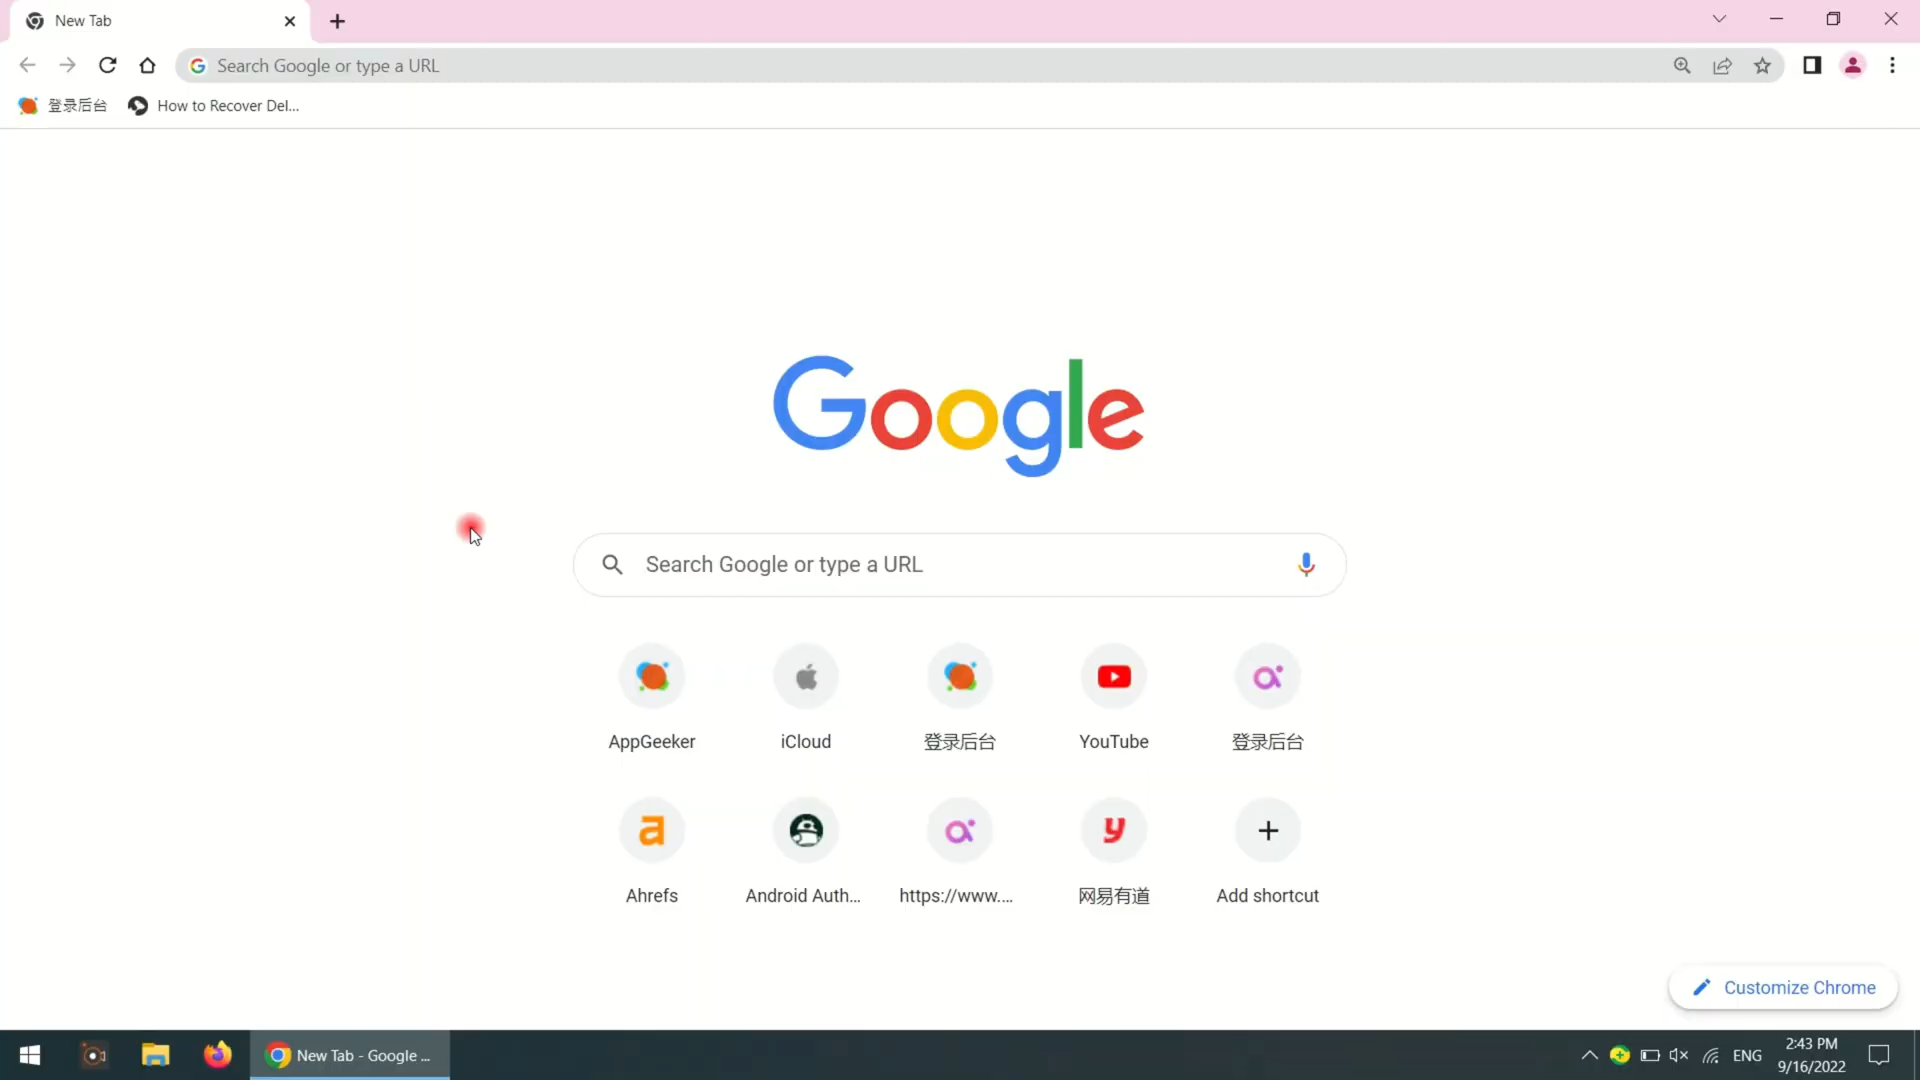 New Tab
Search Google or type a URL
登录后台
How to Recover Del...
Google
Search Google or type a URL
AppGeeker
iCloud
登录后台
YouTube
登录后台
Ahrefs
Android Auth...
https://www....
网易有道
Add shortcut
Customize Chrome
New Tab - Google ...
ENG
2:43 PM
9/16/2022